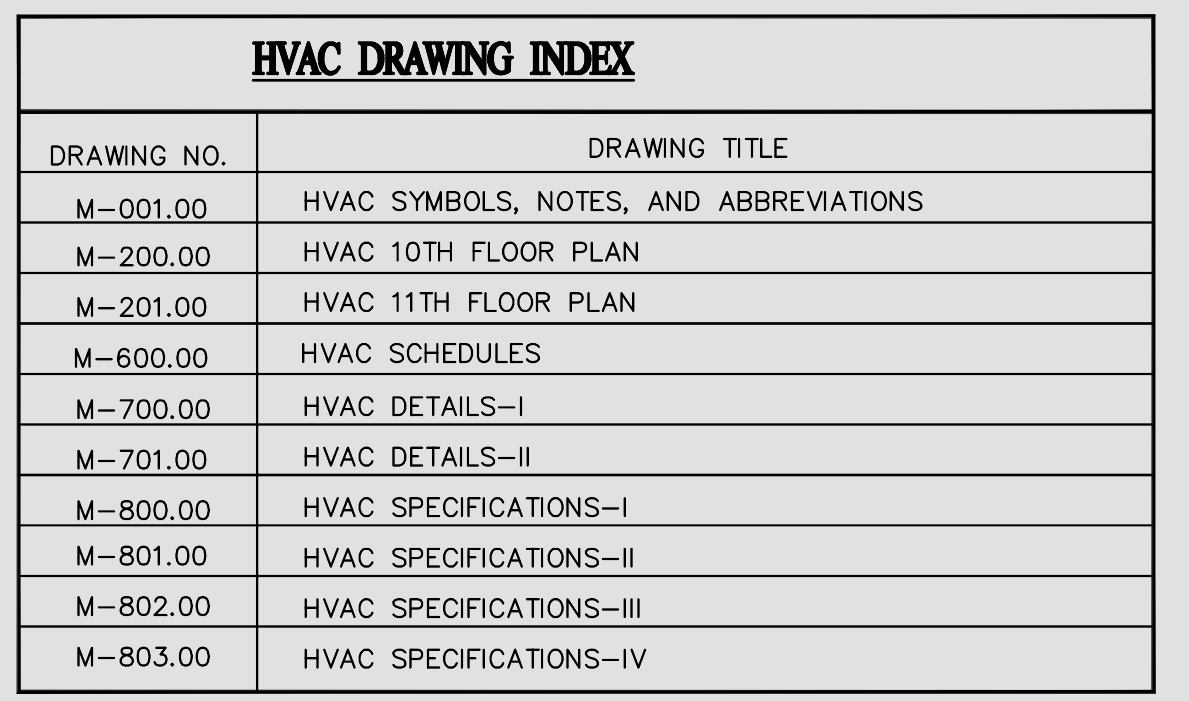 HVAC DRAWING INDEX
DRAWING NO. DRAWING TITLE
M-001.00 HVAC SYMBOLS, NOTES, AND ABBREVIATIONS
M-200.00 HVAC 10TH FLOOR PLAN
M-201.00 HVAC 11TH FLOOR PLAN
M-600.00 HVAC SCHEDULES
M-700.00 HVAC DETAILS-I
M-701.00 HVAC DETAILS-II
M-800.00 HVAC SPECIFICATIONS-I
M-801.00 HVAC SPECIFICATIONS-II
M-802.00 HVAC SPECIFICATIONS-III
M-803.00 HVAC SPECIFICATIONS-IV